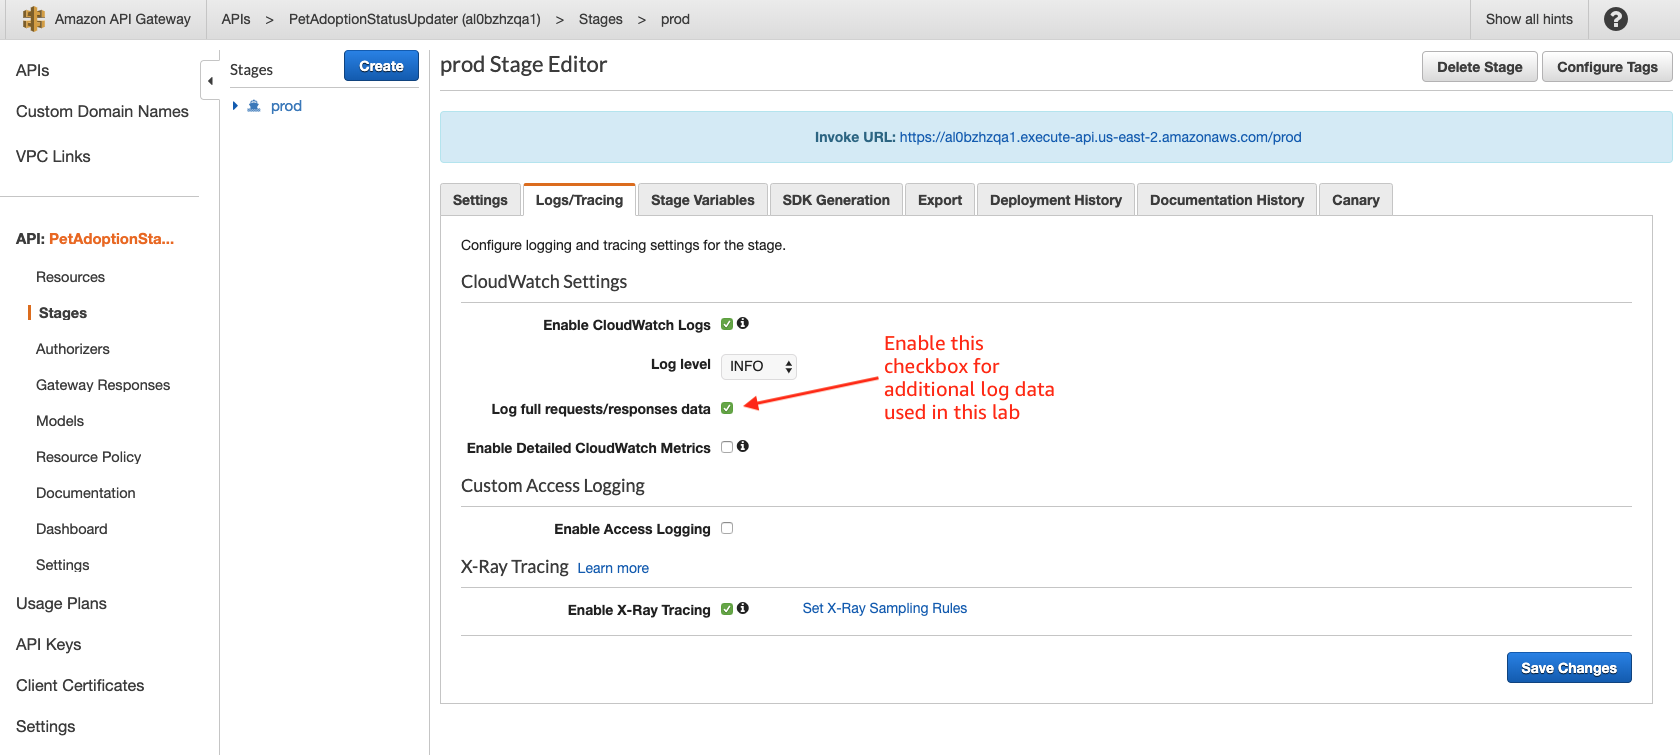 Amazon API Gateway
APIs > PetAdoptionStatusUpdater (al0bzhzqa1) > Stages > prod
Show all hints
?
APIs
Custom Domain Names
VPC Links
API: PetAdoptionSta...
Resources
Stages
Authorizers
Gateway Responses
Models
Resource Policy
Documentation
Dashboard
Settings
Usage Plans
API Keys
Client Certificates
Settings
Stages
Create
prod
prod Stage Editor
Delete Stage
Configure Tags
Invoke URL: https://al0bzhzqa1.execute-api.us-east-2.amazonaws.com/prod
Settings
Logs/Tracing
Stage Variables
SDK Generation
Export
Deployment History
Documentation History
Canary
Configure logging and tracing settings for the stage.
CloudWatch Settings
Enable CloudWatch Logs
Log level INFO
Log full requests/responses data
Enable this
checkbox for
additional log data
used in this lab
Enable Detailed CloudWatch Metrics
Custom Access Logging
Enable Access Logging
X-Ray Tracing Learn more
Enable X-Ray Tracing
Set X-Ray Sampling Rules
Save Changes